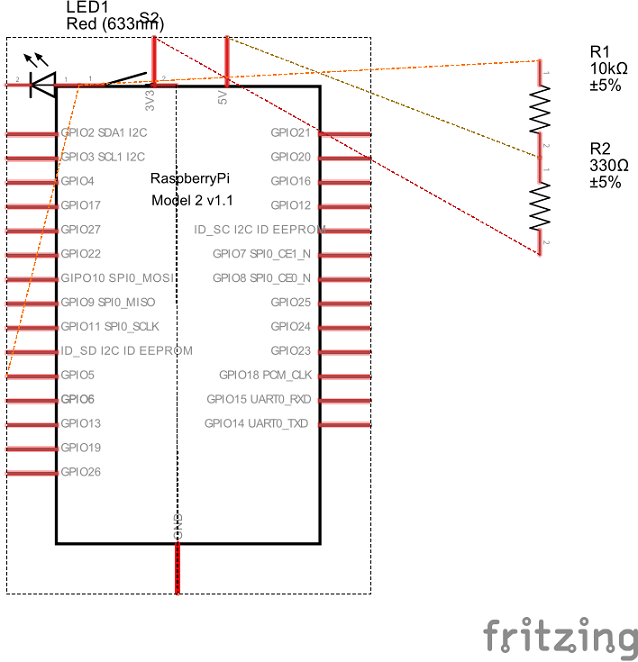 LED1
Red (633nm)
S2
2
1
1
2
3V3
5V
R1
10kΩ
±5%
1
2
R2
330Ω
±5%
1
2
RaspberryPi
Model 2 v1.1
GPIO2 SDA1 I2C
GPIO3 SCL1 I2C
GPIO4
GPIO17
GPIO27
GPIO22
GIPO10 SPI0_MOSI
GPIO9 SPI0_MISO
GPIO11 SPI0_SCLK
ID_SD I2C ID EEPROM
GPIO5
GPIO6
GPIO13
GPIO19
GPIO26
GPIO21
GPIO20
GPIO16
GPIO12
ID_SC I2C ID EEPROM
GPIO7 SPI0_CE1_N
GPIO8 SPI0_CE0_N
GPIO25
GPIO24
GPIO23
GPIO18 PCM_CLK
GPIO15 UART0_RXD
GPIO14 UART0_TXD
GND
fritzing